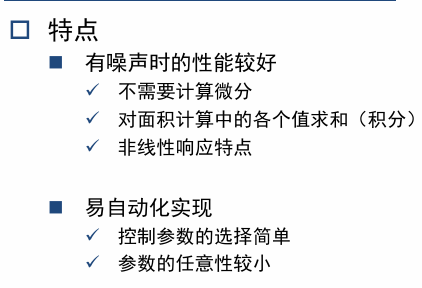 特点
有噪声时的性能较好
不需要计算微分
对面积计算中的各个值求和（积分）
非线性响应特点
易自动化实现
控制参数的选择简单
参数的任意性较小